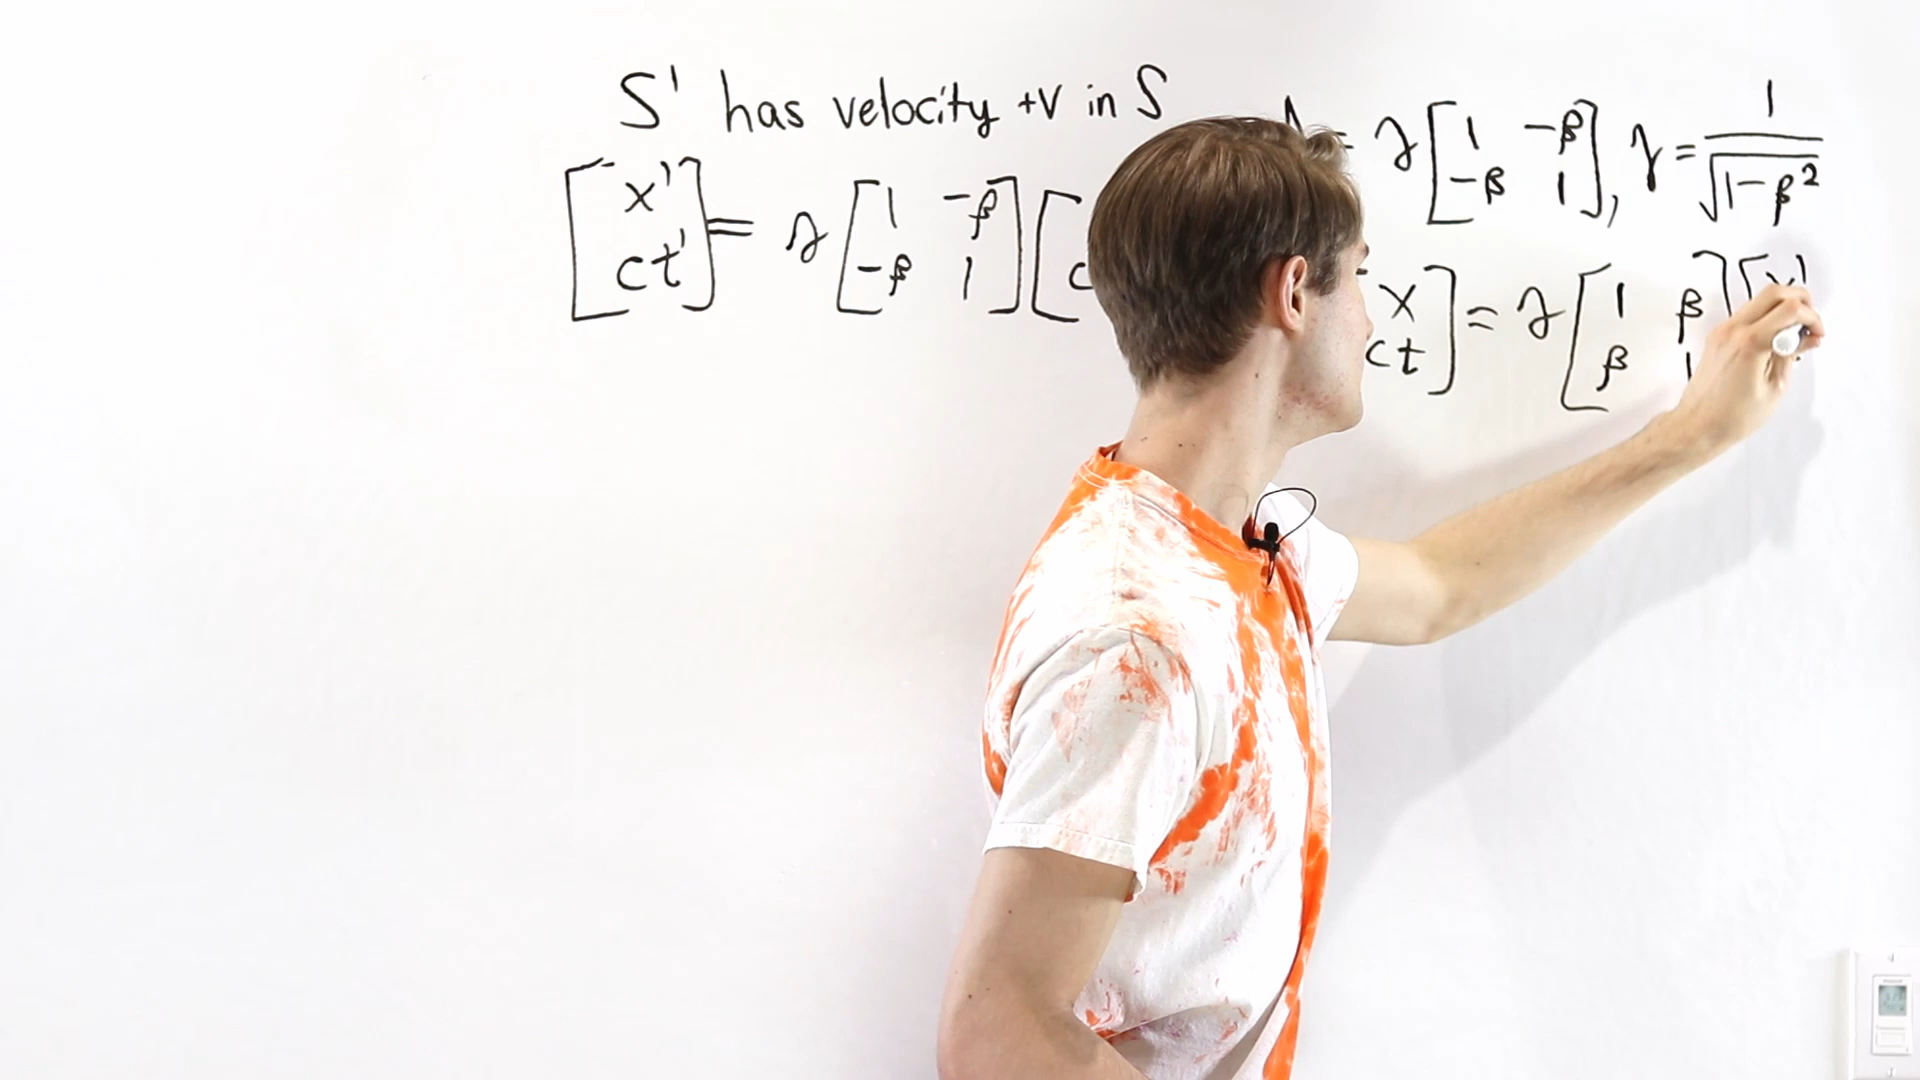 S' has velocity +v in S
[x' ct'] = γ [1 -β -β 1] [
= γ [1 -β -β 1], γ = 1/√(1-β²)
[x ct] = γ [1 β β 1] [x'